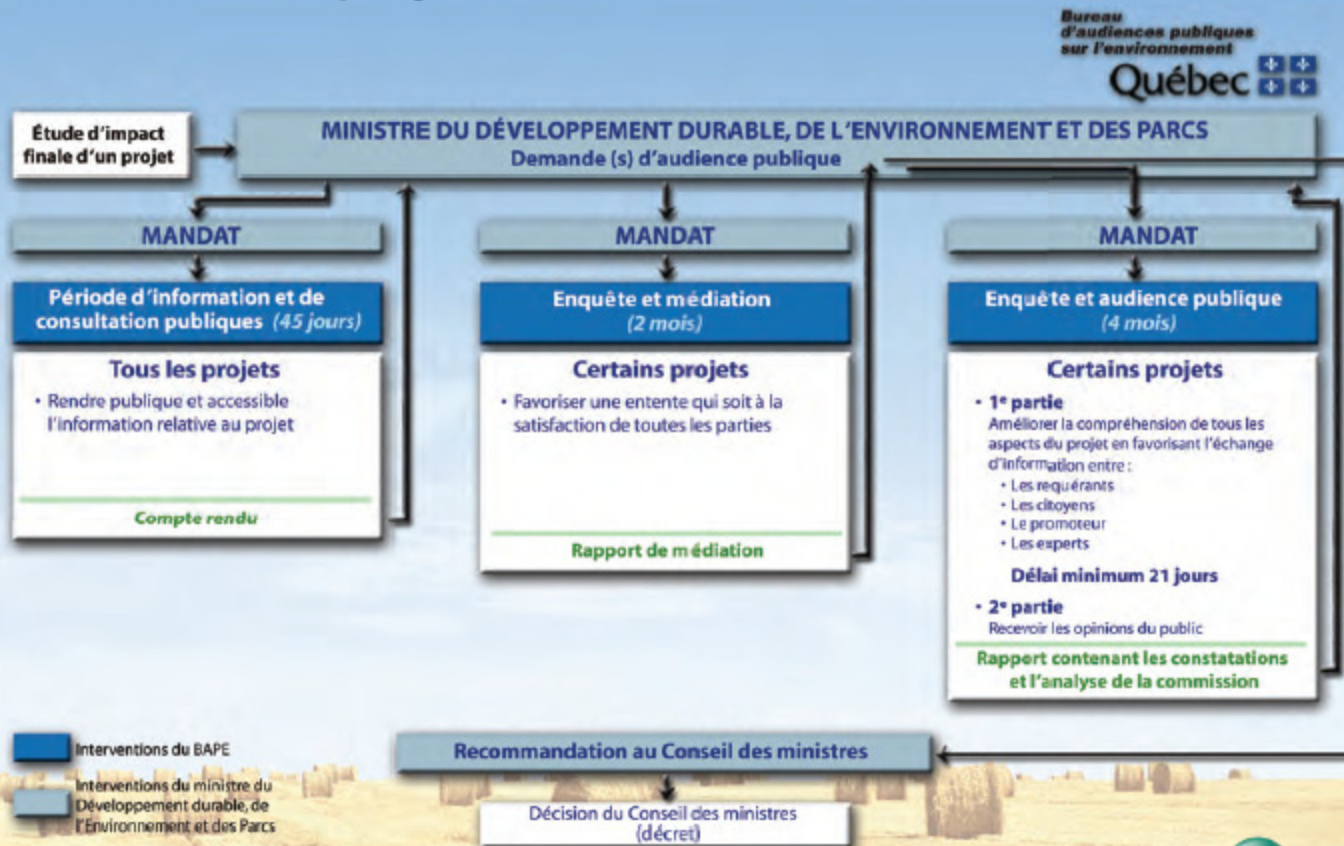 Bureau
d'audiences publiques
sur l'environnement
Québec
Étude d'impact
finale d'un projet
MINISTRE DU DÉVELOPPEMENT DURABLE, DE L'ENVIRONNEMENT ET DES PARCS
Demande (s) d'audience publique
MANDAT
Période d'information et de
consultation publiques (45 jours)
Tous les projets
• Rendre publique et accessible
l'information relative au projet
Compte rendu
MANDAT
Enquête et médiation
(2 mois)
Certains projets
• Favoriser une entente qui soit à la
satisfaction de toutes les parties
Rapport de médiation
MANDAT
Enquête et audience publique
(4 mois)
Certains projets
• 1e partie
Améliorer la compréhension de tous les
aspects du projet en favorisant l'échange
d'information entre :
• Les requérants
• Les citoyens
• Le promoteur
• Les experts
Délai minimum 21 jours
• 2e partie
Recevoir les opinions du public
Rapport contenant les constatations
et l'analyse de la commission
Interventions du BAPE
Interventions du ministre du
Développement durable, de
l'Environnement et des Parcs
Recommandation au Conseil des ministres
Décision du Conseil des ministres
(décret)